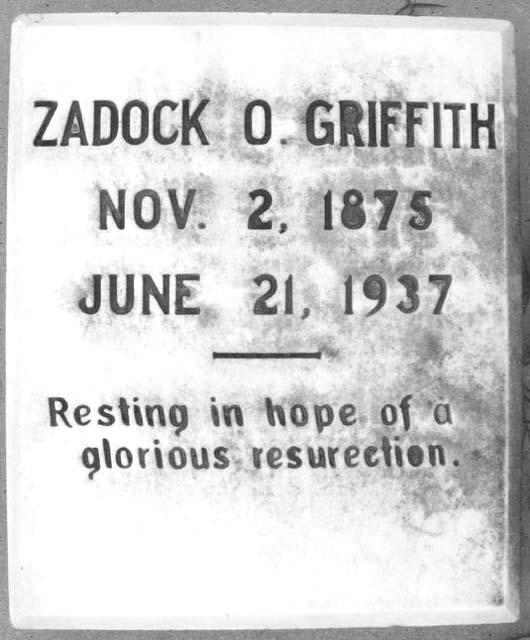 ZADOCK O. GRIFFITH
NOV. 2, 1875
JUNE 21, 1937
Resting in hope of a
glorious resurection.